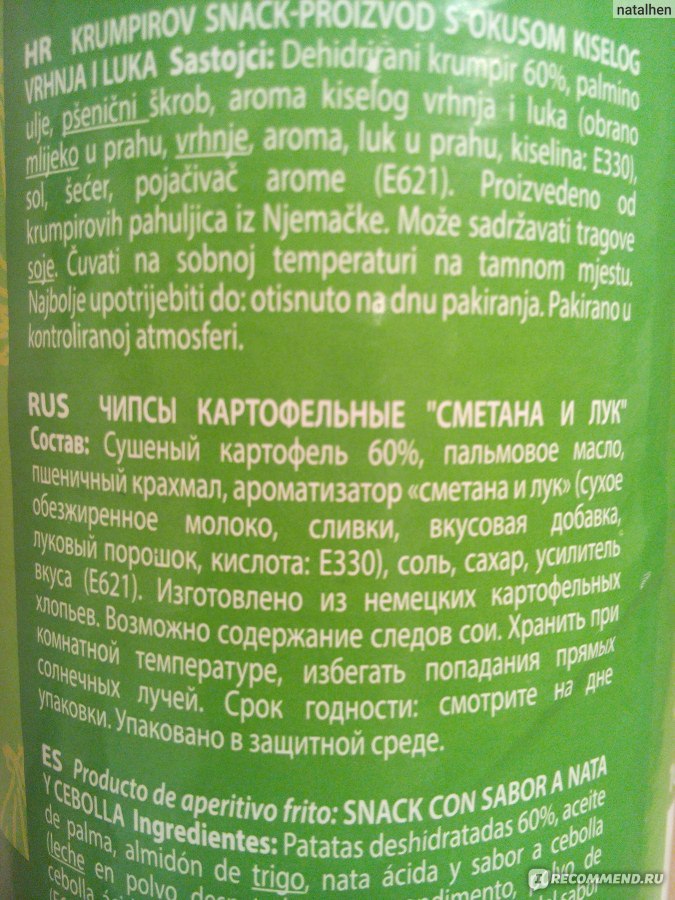 natalhen
HR KRUMPIROV SNACK-PROIZVOD S OKUSOM KISELOG
VRHNJA I LUKA Sastojci: Dehidrirani krumpir 60%, palmino
ulje, pšenični škrob, aroma kiselog vrhnja i luka (obrano
mlijeko u prahu, vrhnje, aroma, luk u prahu, kiselina: E330),
sol, šećer, pojačivač arome (E621). Proizvedeno od
krumpirovih pahuljica iz Njemačke. Može sadržavati tragove
soje. Čuvati na sobnoj temperaturi na tamnom mjestu.
Najbolje upotrijebiti do: otisnuto na dnu pakiranja. Pakirano u
kontroliranoj atmosferi.
RUS ЧИПСЫ КАРТОФЕЛЬНЫЕ "СМЕТАНА И ЛУК"
Состав: Сушеный картофель 60%, пальмовое масло,
пшеничный крахмал, ароматизатор «сметана и лук» (сухое
обезжиренное молоко, сливки, вкусовая добавка,
луковый порошок, кислота: Е330), соль, сахар, усилитель
вкуса (Е621). Изготовлено из немецких картофельных
хлопьев. Возможно содержание следов сои. Хранить при
комнатной температуре, избегать попадания прямых
солнечных лучей. Срок годности: смотрите на дне
упаковки. Упаковано в защитной среде.
ES Producto de aperitivo frito: SNACK CON SABOR A NATA
Y CEBOLLA Ingredientes: Patatas deshidratadas 60%, aceite
de palma, almidón de trigo, nata ácida y sabor a cebolla
(leche en polvo
cebolla
IRECOMMEND.RU